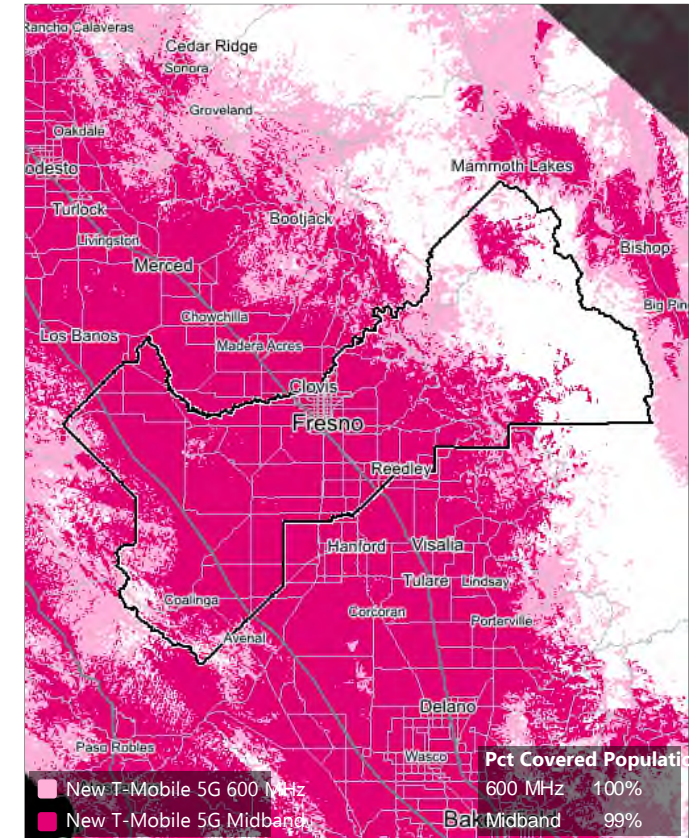 Rancho Calaveras
Cedar Ridge
Sonora
Groveland
Oakdale
odesto
Mammoth Lakes
Turlock
Bootjack
Livingston
Bishop
Merced
Big Pin
Chowchilla
Los Banos
Madera Acres
Clovis
Fresno
Reedley
Hanford Visalia
Tulare Lindsay
Coalinga
Corcoran
Porterville
Avenal
Delano
Paso Robles
Wasco
Pct Covered Populatio
New T-Mobile 5G 600 MHz
600 MHz 100%
New T-Mobile 5G Midband
Bak
Midband 99%